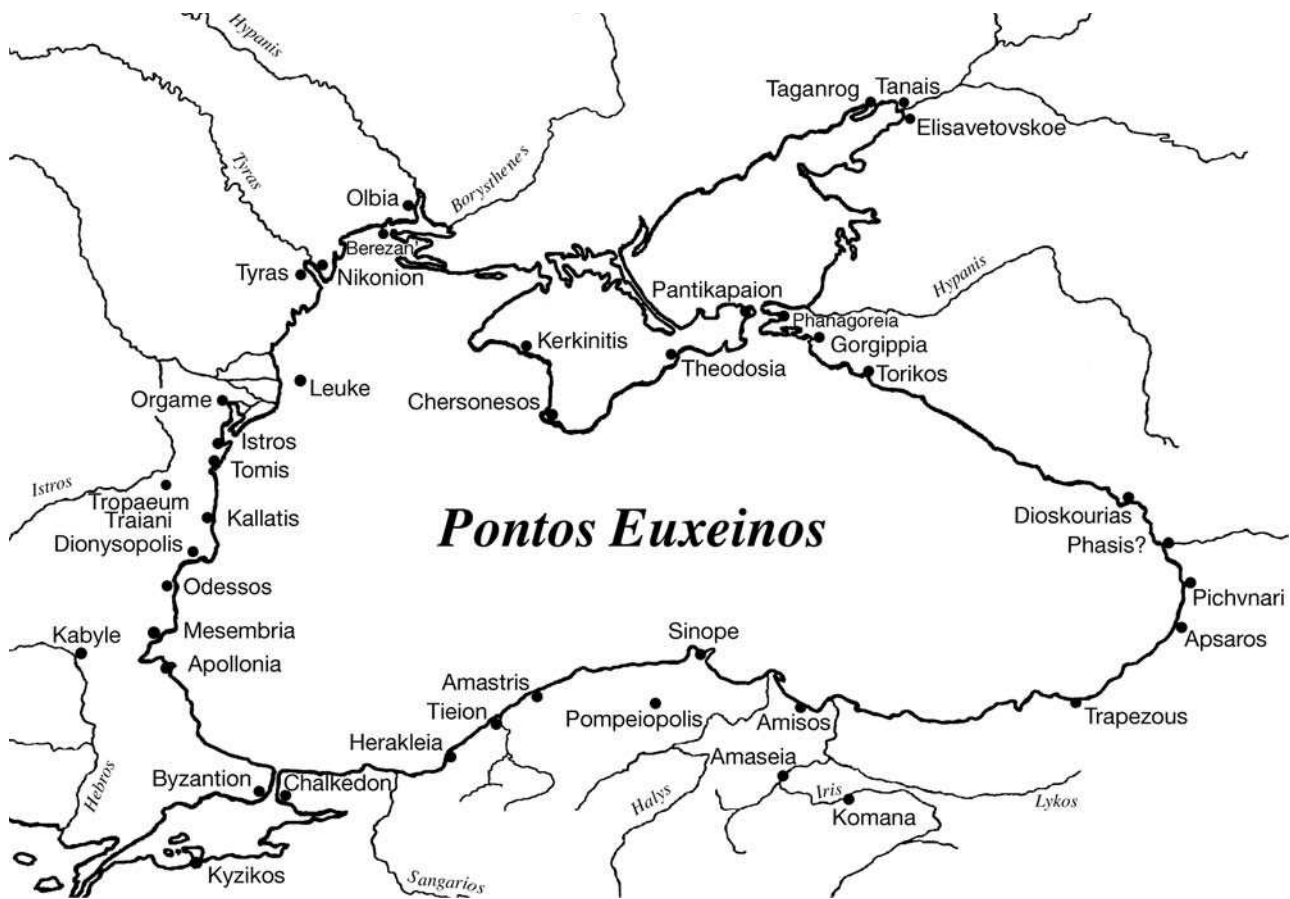 Hypanis
Taganrog
Tanais
Elisavetovskoe
Tyras
Borysthenes
Olbia
Berezan'
Tyras
Nikonion
Hypanis
Pantikapaion
Phanagoreia
Gorgippia
Kerkinitis
Theodosia
Torikos
Leuke
Orgame
Chersonesos
Istros
Tomis
Istros
Tropaeum
Traiani
Kallatis
Dionysopolis
Pontos Euxeinos
Dioskourias
Phasis?
Odessos
Pichvnari
Mesembria
Kabyle
Sinope
Apsaros
Apollonia
Amastris
Tieion
Pompeiopolis
Amisos
Trapezous
Herakleia
Amaseia
Byzantion
Chalkedon
Hebros
Halys
Iris
Lykos
Komana
Kyzikos
Sangarios